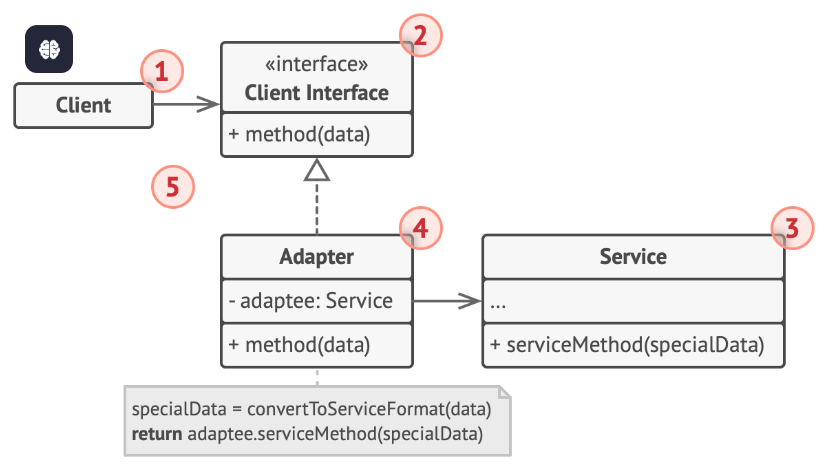 1
2
«interface»
Client Interface
Client
+ method(data)
5
4
3
Adapter
Service
- adaptee: Service
...
+ method(data)
+ serviceMethod(specialData)
specialData = convertToServiceFormat(data)
return adaptee.serviceMethod(specialData)